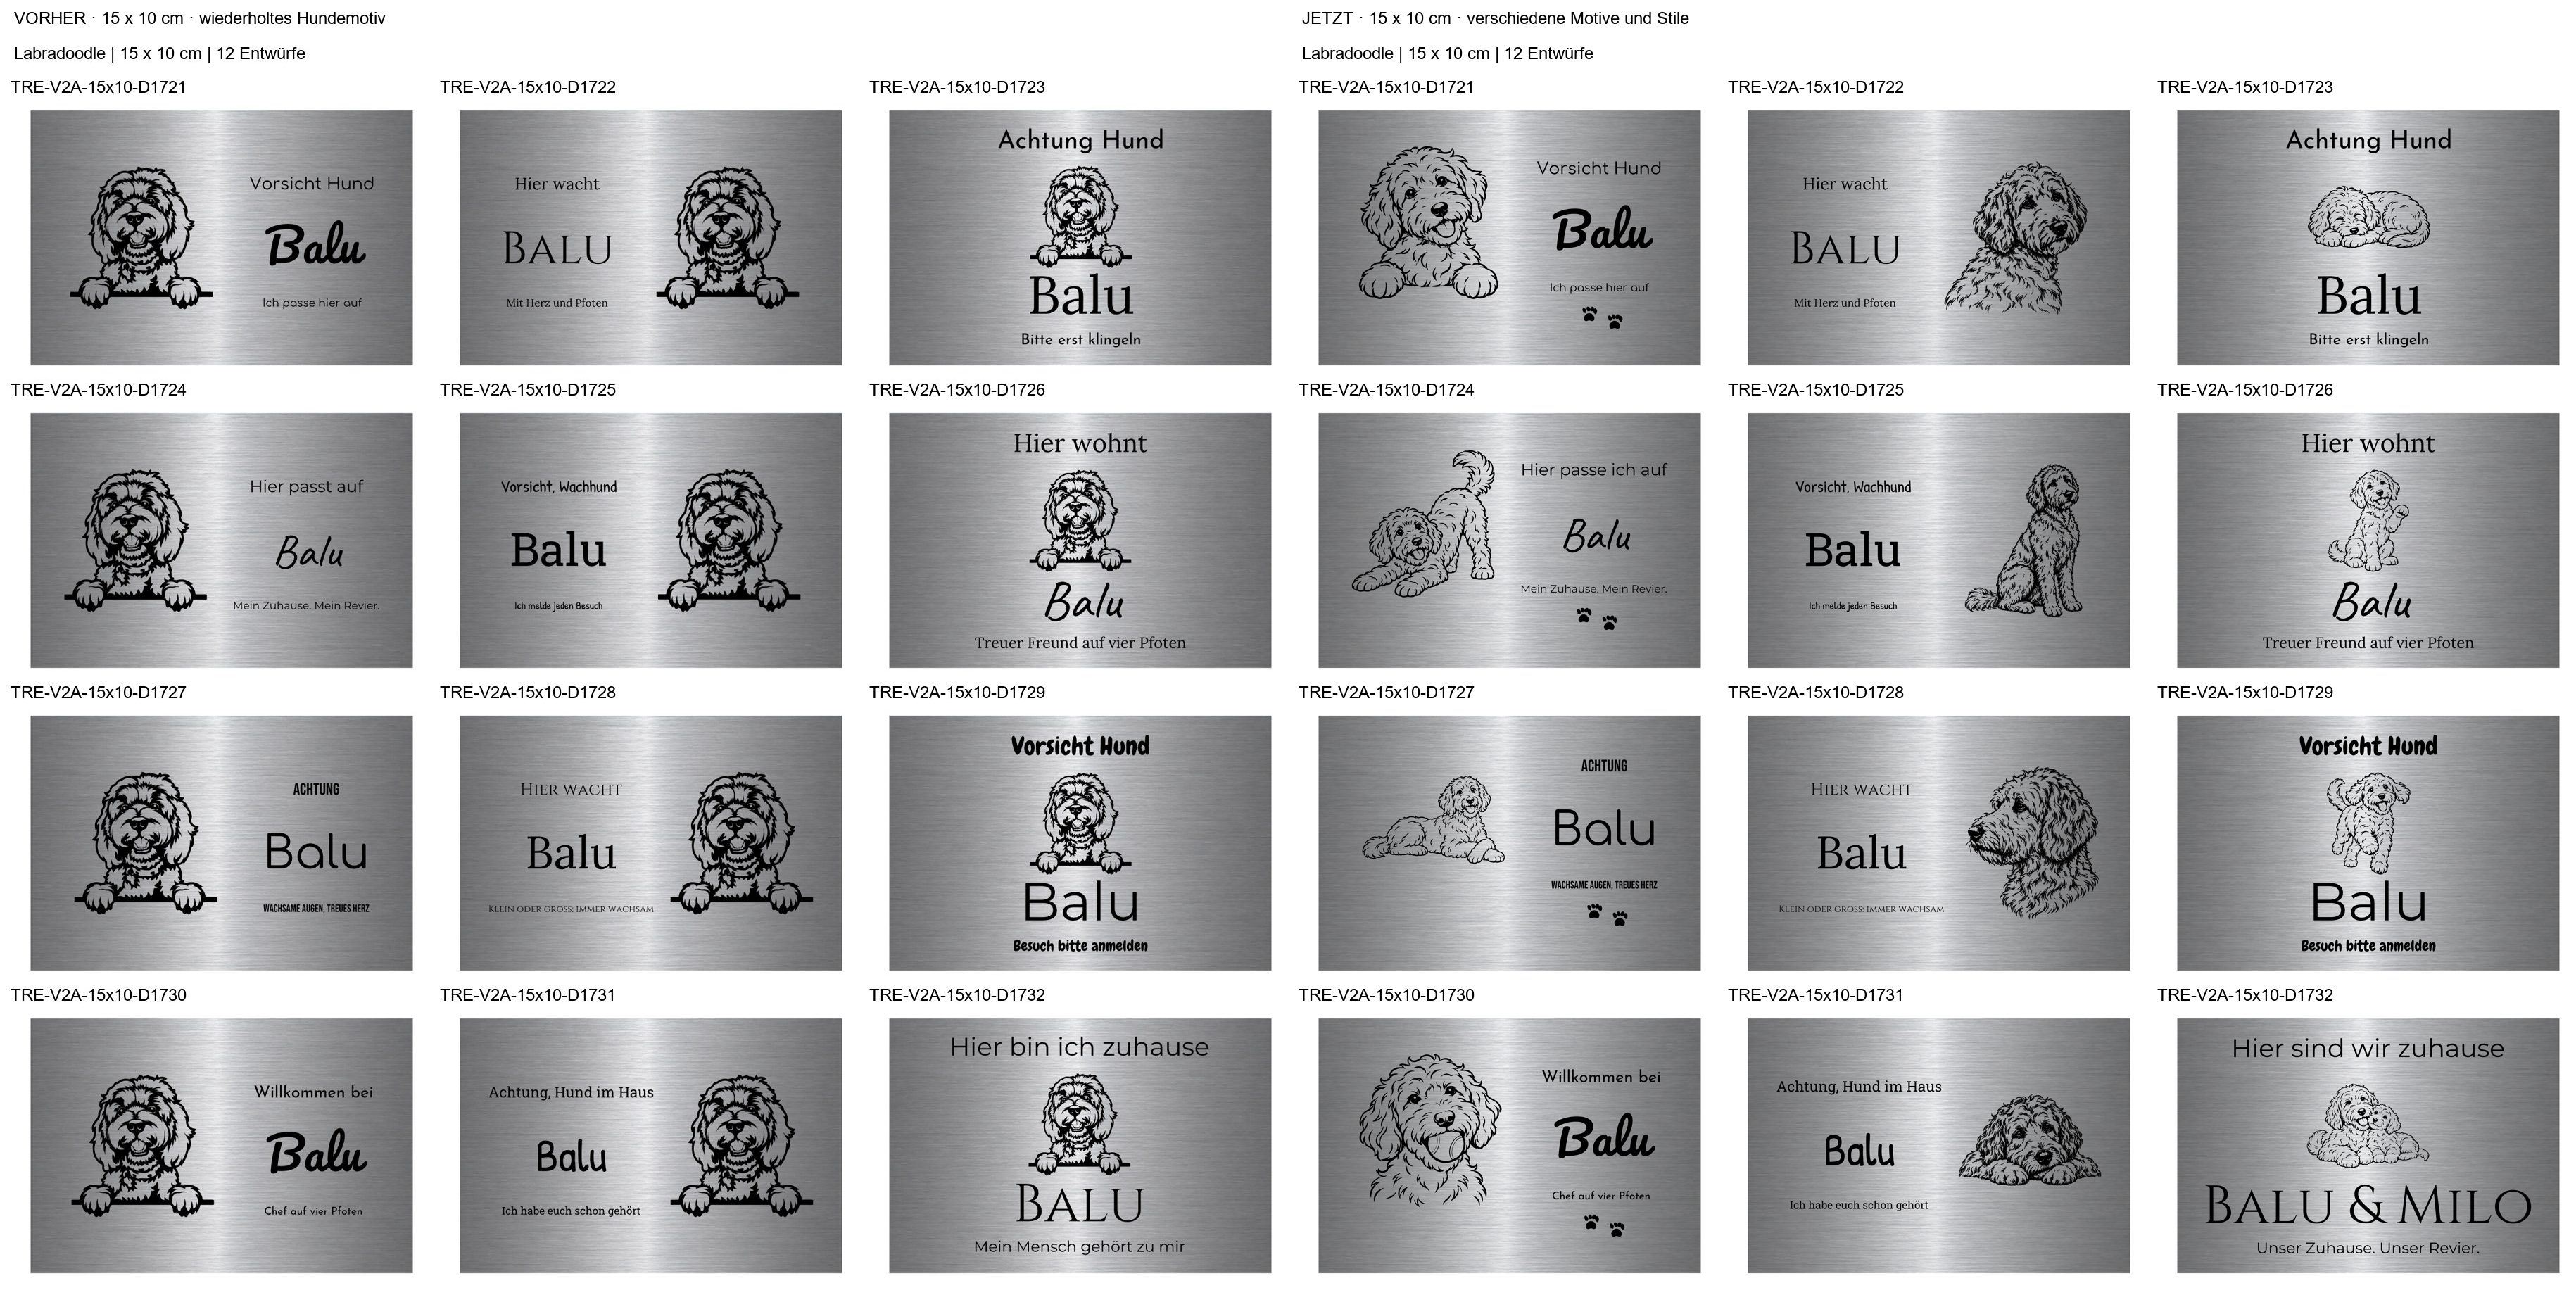 VORHER · 15 x 10 cm · wiederholtes Hundemotiv
Labradoodle | 15 x 10 cm | 12 Entwürfe
TRE-V2A-15x10-D1721
Vorsicht Hund
Balu
Ich passe hier auf
TRE-V2A-15x10-D1722
Hier wacht
BALU
Mit Herz und Pfoten
TRE-V2A-15x10-D1723
Achtung Hund
Balu
Bitte erst klingeln
TRE-V2A-15x10-D1724
Hier passt auf
Balu
Mein Zuhause. Mein Revier.
TRE-V2A-15x10-D1725
Vorsicht, Wachhund
Balu
Ich melde jeden Besuch
TRE-V2A-15x10-D1726
Hier wohnt
Balu
Treuer Freund auf vier Pfoten
TRE-V2A-15x10-D1727
ACHTUNG
Balu
WACHSAME AUGEN, TREUES HERZ
TRE-V2A-15x10-D1728
HIER WACHT
Balu
KLEIN ODER GROSS: IMMER WACHSAM
TRE-V2A-15x10-D1729
Vorsicht Hund
Balu
Besuch bitte anmelden
TRE-V2A-15x10-D1730
Willkommen bei
Balu
Chef auf vier Pfoten
TRE-V2A-15x10-D1731
Achtung, Hund im Haus
Balu
Ich habe euch schon gehört
TRE-V2A-15x10-D1732
Hier bin ich zuhause
BALU
Mein Mensch gehört zu mir
JETZT · 15 x 10 cm · verschiedene Motive und Stile
Labradoodle | 15 x 10 cm | 12 Entwürfe
TRE-V2A-15x10-D1721
Vorsicht Hund
Balu
Ich passe hier auf
TRE-V2A-15x10-D1722
Hier wacht
BALU
Mit Herz und Pfoten
TRE-V2A-15x10-D1723
Achtung Hund
Balu
Bitte erst klingeln
TRE-V2A-15x10-D1724
Hier passe ich auf
Balu
Mein Zuhause. Mein Revier.
TRE-V2A-15x10-D1725
Vorsicht, Wachhund
Balu
Ich melde jeden Besuch
TRE-V2A-15x10-D1726
Hier wohnt
Balu
Treuer Freund auf vier Pfoten
TRE-V2A-15x10-D1727
ACHTUNG
Balu
WACHSAME AUGEN, TREUES HERZ
TRE-V2A-15x10-D1728
HIER WACHT
Balu
KLEIN ODER GROSS: IMMER WACHSAM
TRE-V2A-15x10-D1729
Vorsicht Hund
Balu
Besuch bitte anmelden
TRE-V2A-15x10-D1730
Willkommen bei
Balu
Chef auf vier Pfoten
TRE-V2A-15x10-D1731
Achtung, Hund im Haus
Balu
Ich habe euch schon gehört
TRE-V2A-15x10-D1732
Hier sind wir zuhause
BALU & MILO
Unser Zuhause. Unser Revier.